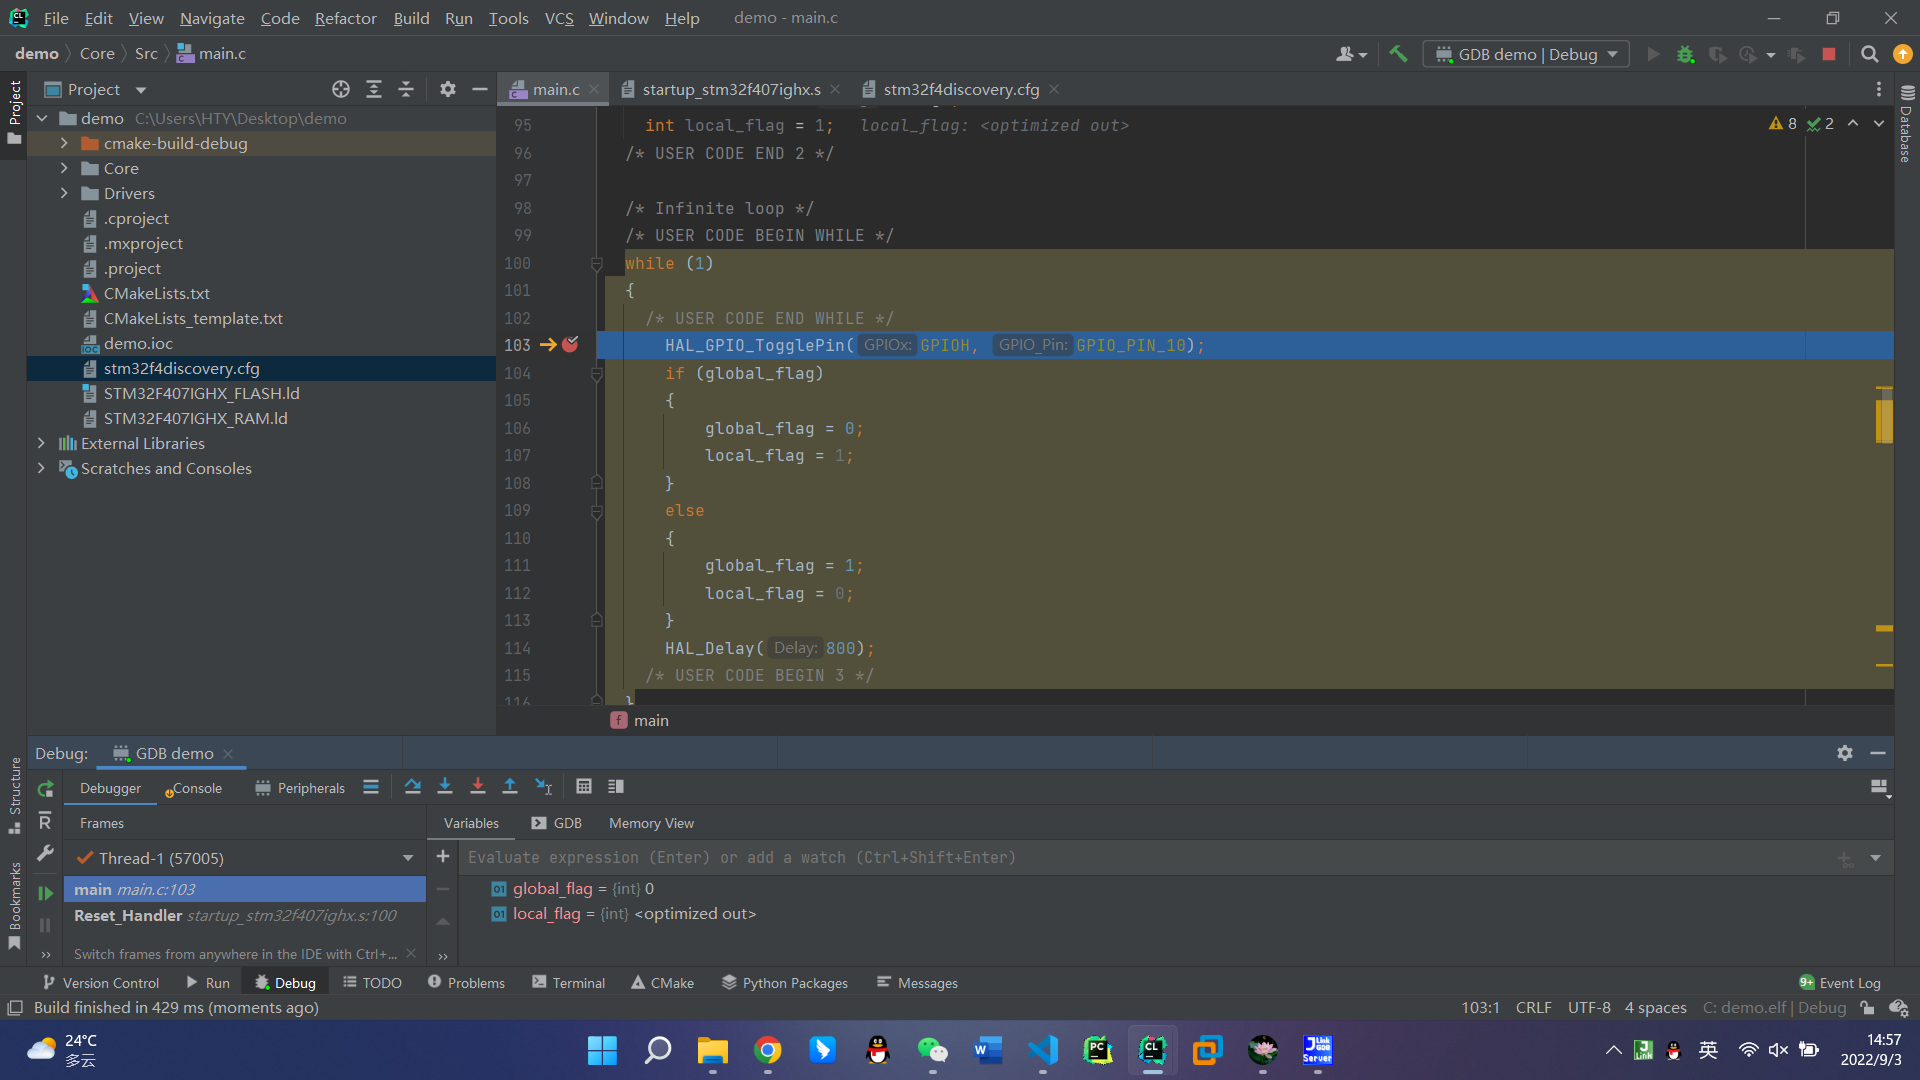 File Edit View Navigate Code Refactor Build Run Tools VCS Window Help demo - main.c
demo Core Src main.c GDB demo | Debug
Project main.c startup_stm32f407ighx.s stm32f4discovery.cfg
Project
Database
Structure
Bookmarks
demo C:\Users\HTY\Desktop\demo
cmake-build-debug
Core
Drivers
.cproject
.mxproject
.project
CMakeLists.txt
CMakeLists_template.txt
demo.ioc
stm32f4discovery.cfg
STM32F407IGHX_FLASH.ld
STM32F407IGHX_RAM.ld
External Libraries
Scratches and Consoles
8 2
95 int local_flag = 1; local_flag: <optimized out>
96 /* USER CODE END 2 */
97
98 /* Infinite loop */
99 /* USER CODE BEGIN WHILE */
100 while (1)
101 {
102 /* USER CODE END WHILE */
103 HAL_GPIO_TogglePin( GPIOx: GPIOH, GPIO_Pin: GPIO_PIN_10);
104 if (global_flag)
105 {
106 global_flag = 0;
107 local_flag = 1;
108 }
109 else
110 {
111 global_flag = 1;
112 local_flag = 0;
113 }
114 HAL_Delay( Delay: 800);
115 /* USER CODE BEGIN 3 */
116 }
f main
Debug: GDB demo
Debugger Console Peripherals
Frames Variables GDB Memory View
Thread-1 (57005)
Evaluate expression (Enter) or add a watch (Ctrl+Shift+Enter)
main main.c:103
Reset_Handler startup_stm32f407ighx.s:100
Switch frames from anywhere in the IDE with Ctrl+...
global_flag = {int} 0
local_flag = {int} <optimized out>
Version Control Run Debug TODO Problems Terminal CMake Python Packages Messages 9+ Event Log
Build finished in 429 ms (moments ago) 103:1 CRLF UTF-8 4 spaces C: demo.elf | Debug
24°C
多云
英
14:57
2022/9/3